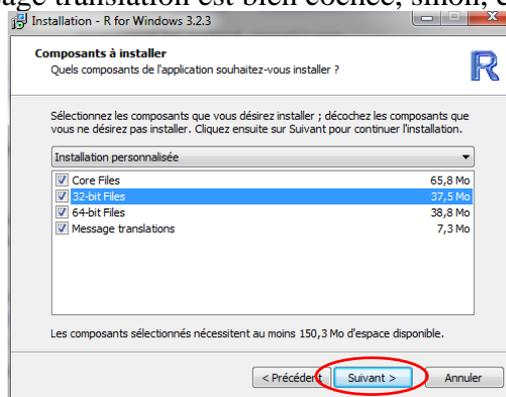 age translation est bien cochée, sinon, c
Installation - R for Windows 3.2.3
Composants à installer
Quels composants de l'application souhaitez-vous installer ?
R
Sélectionnez les composants que vous désirez installer ; décochez les composants que
vous ne désirez pas installer. Cliquez ensuite sur Suivant pour continuer l'installation.
Installation personnalisée
Core Files 65,8 Mo
32-bit Files 37,5 Mo
64-bit Files 38,8 Mo
Message translations 7,3 Mo
Les composants sélectionnés nécessitent au moins 150,3 Mo d'espace disponible.
< Précédent Suivant > Annuler